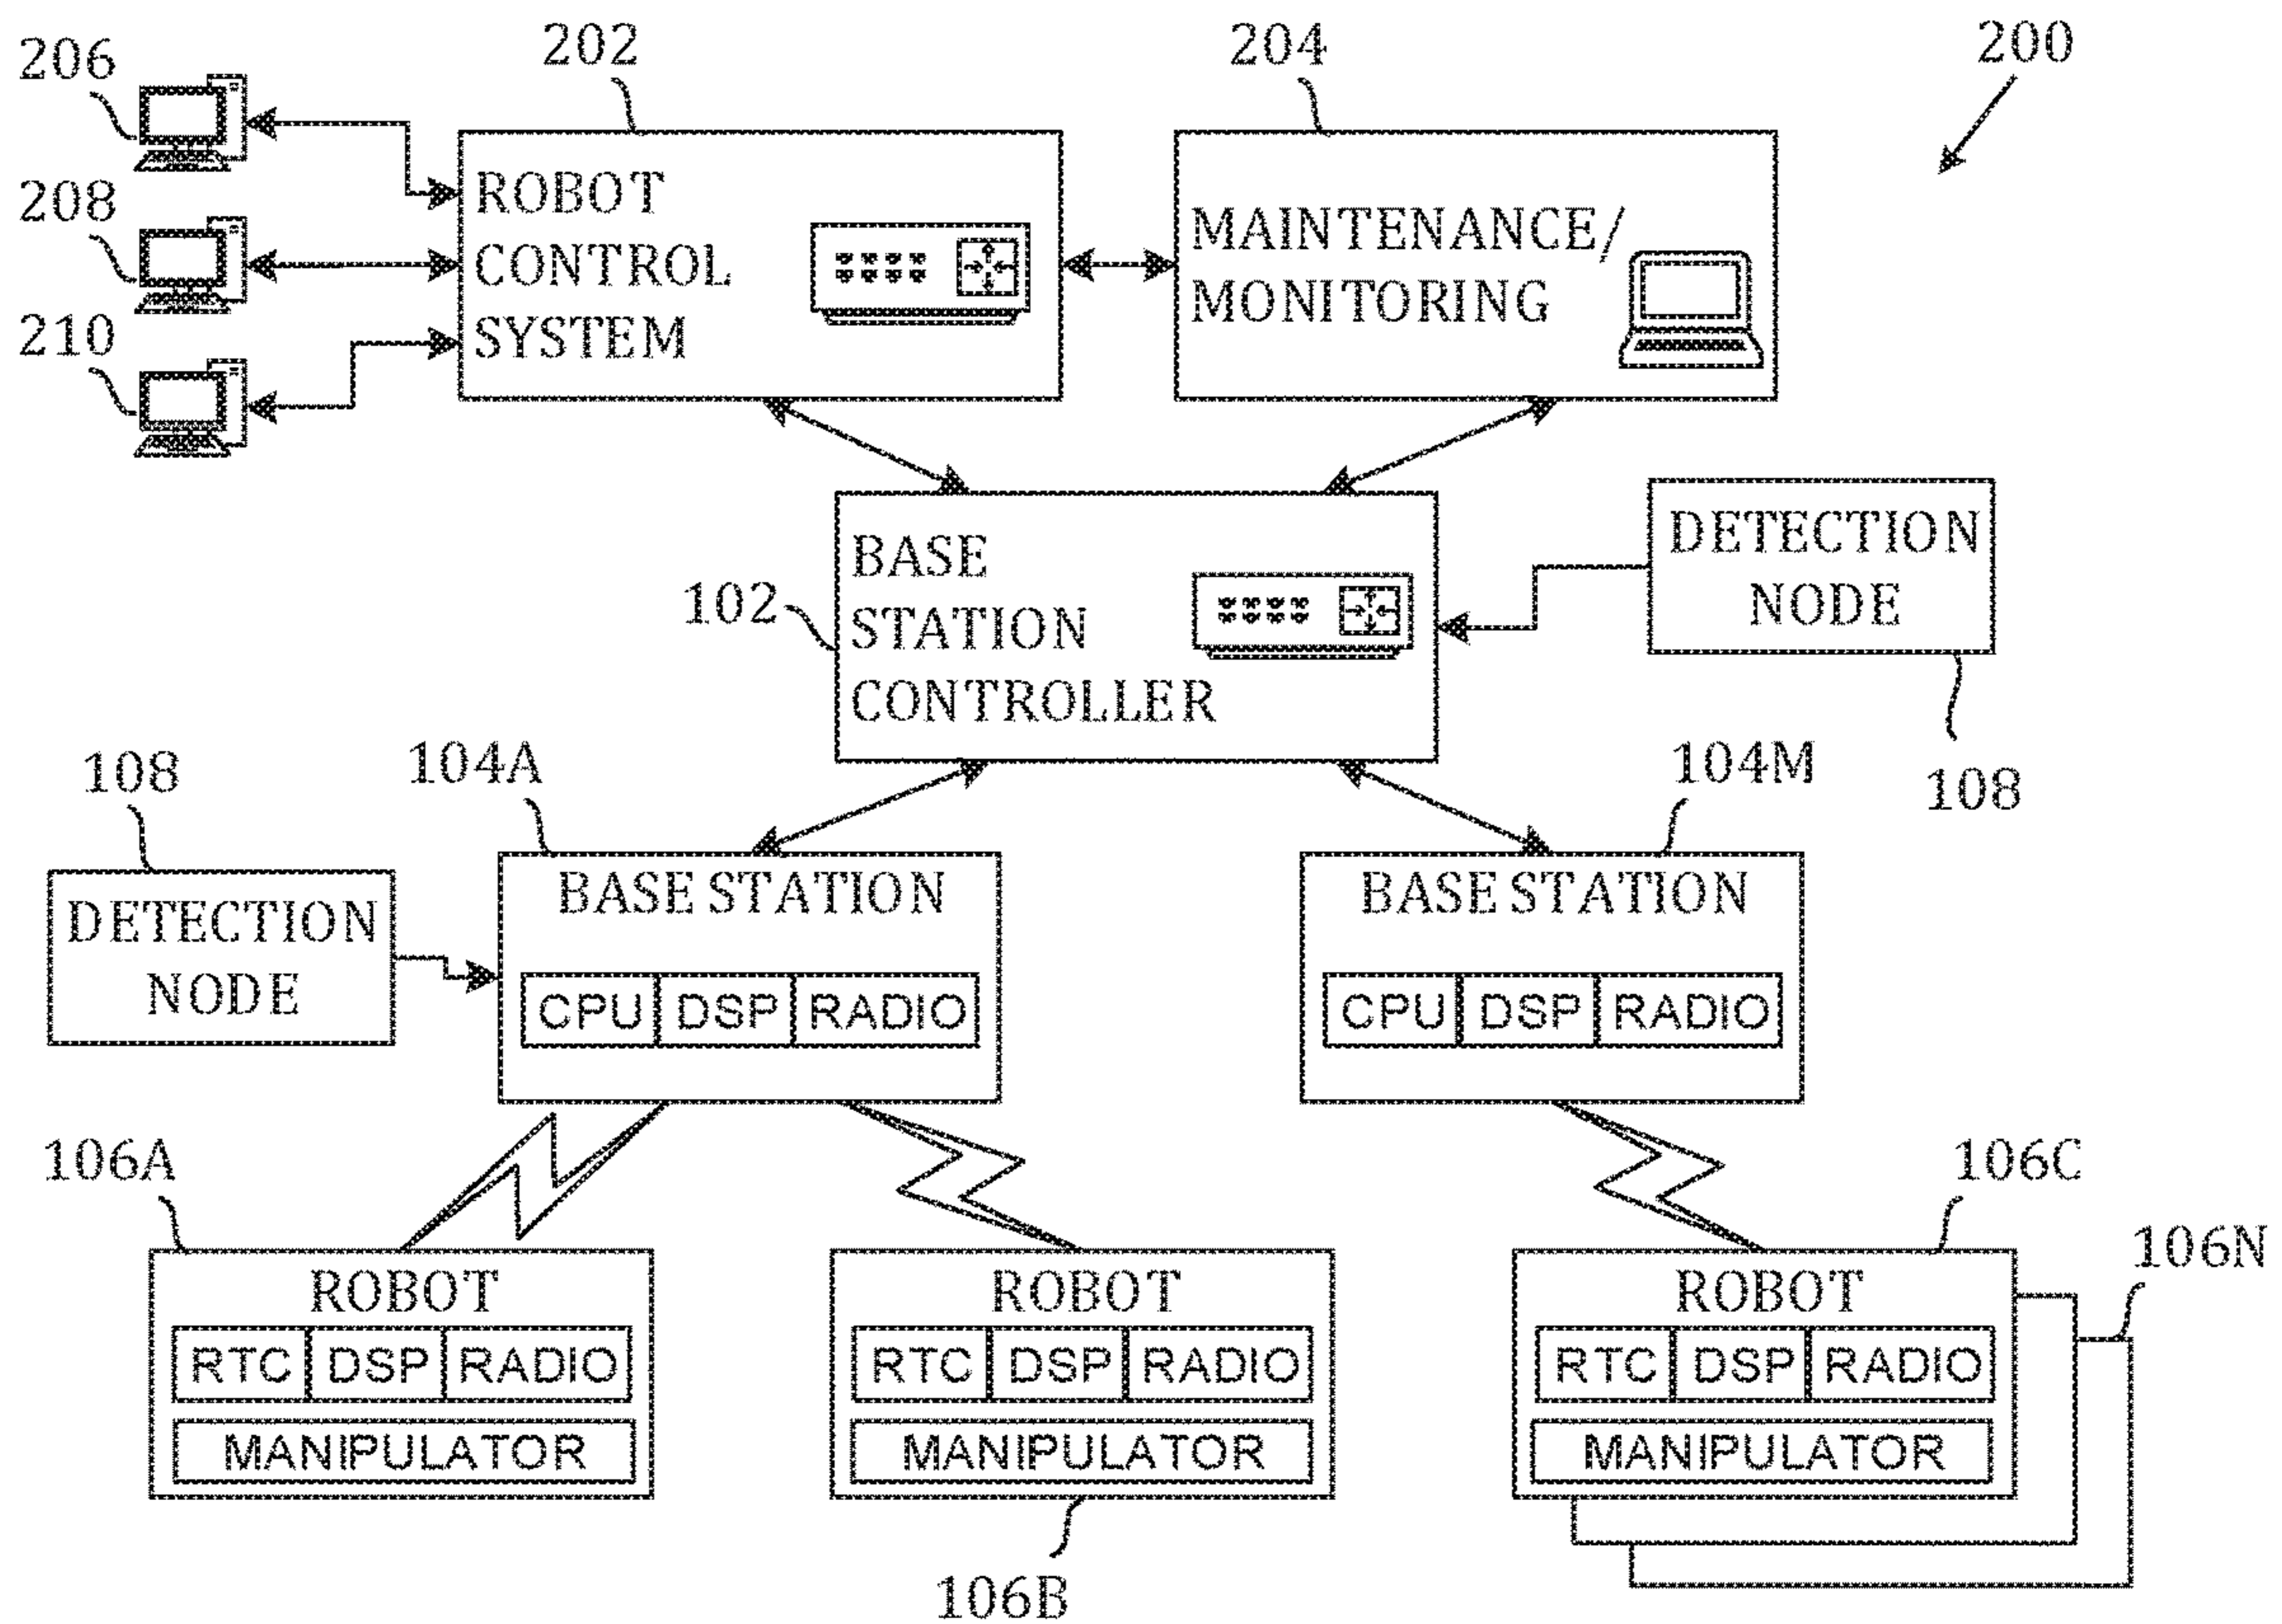 206
202
204
200
208
210
ROBOT
CONTROL
SYSTEM
MAINTENANCE/
MONITORING
102
BASE
STATION
CONTROLLER
DETECTION
NODE
108
108
104A
104M
DETECTION
NODE
BASE STATION
CPU DSP RADIO
BASE STATION
CPU DSP RADIO
106A
106C
106N
ROBOT
RTC DSP RADIO
MANIPULATOR
ROBOT
RTC DSP RADIO
MANIPULATOR
106B
ROBOT
RTC DSP RADIO
MANIPULATOR